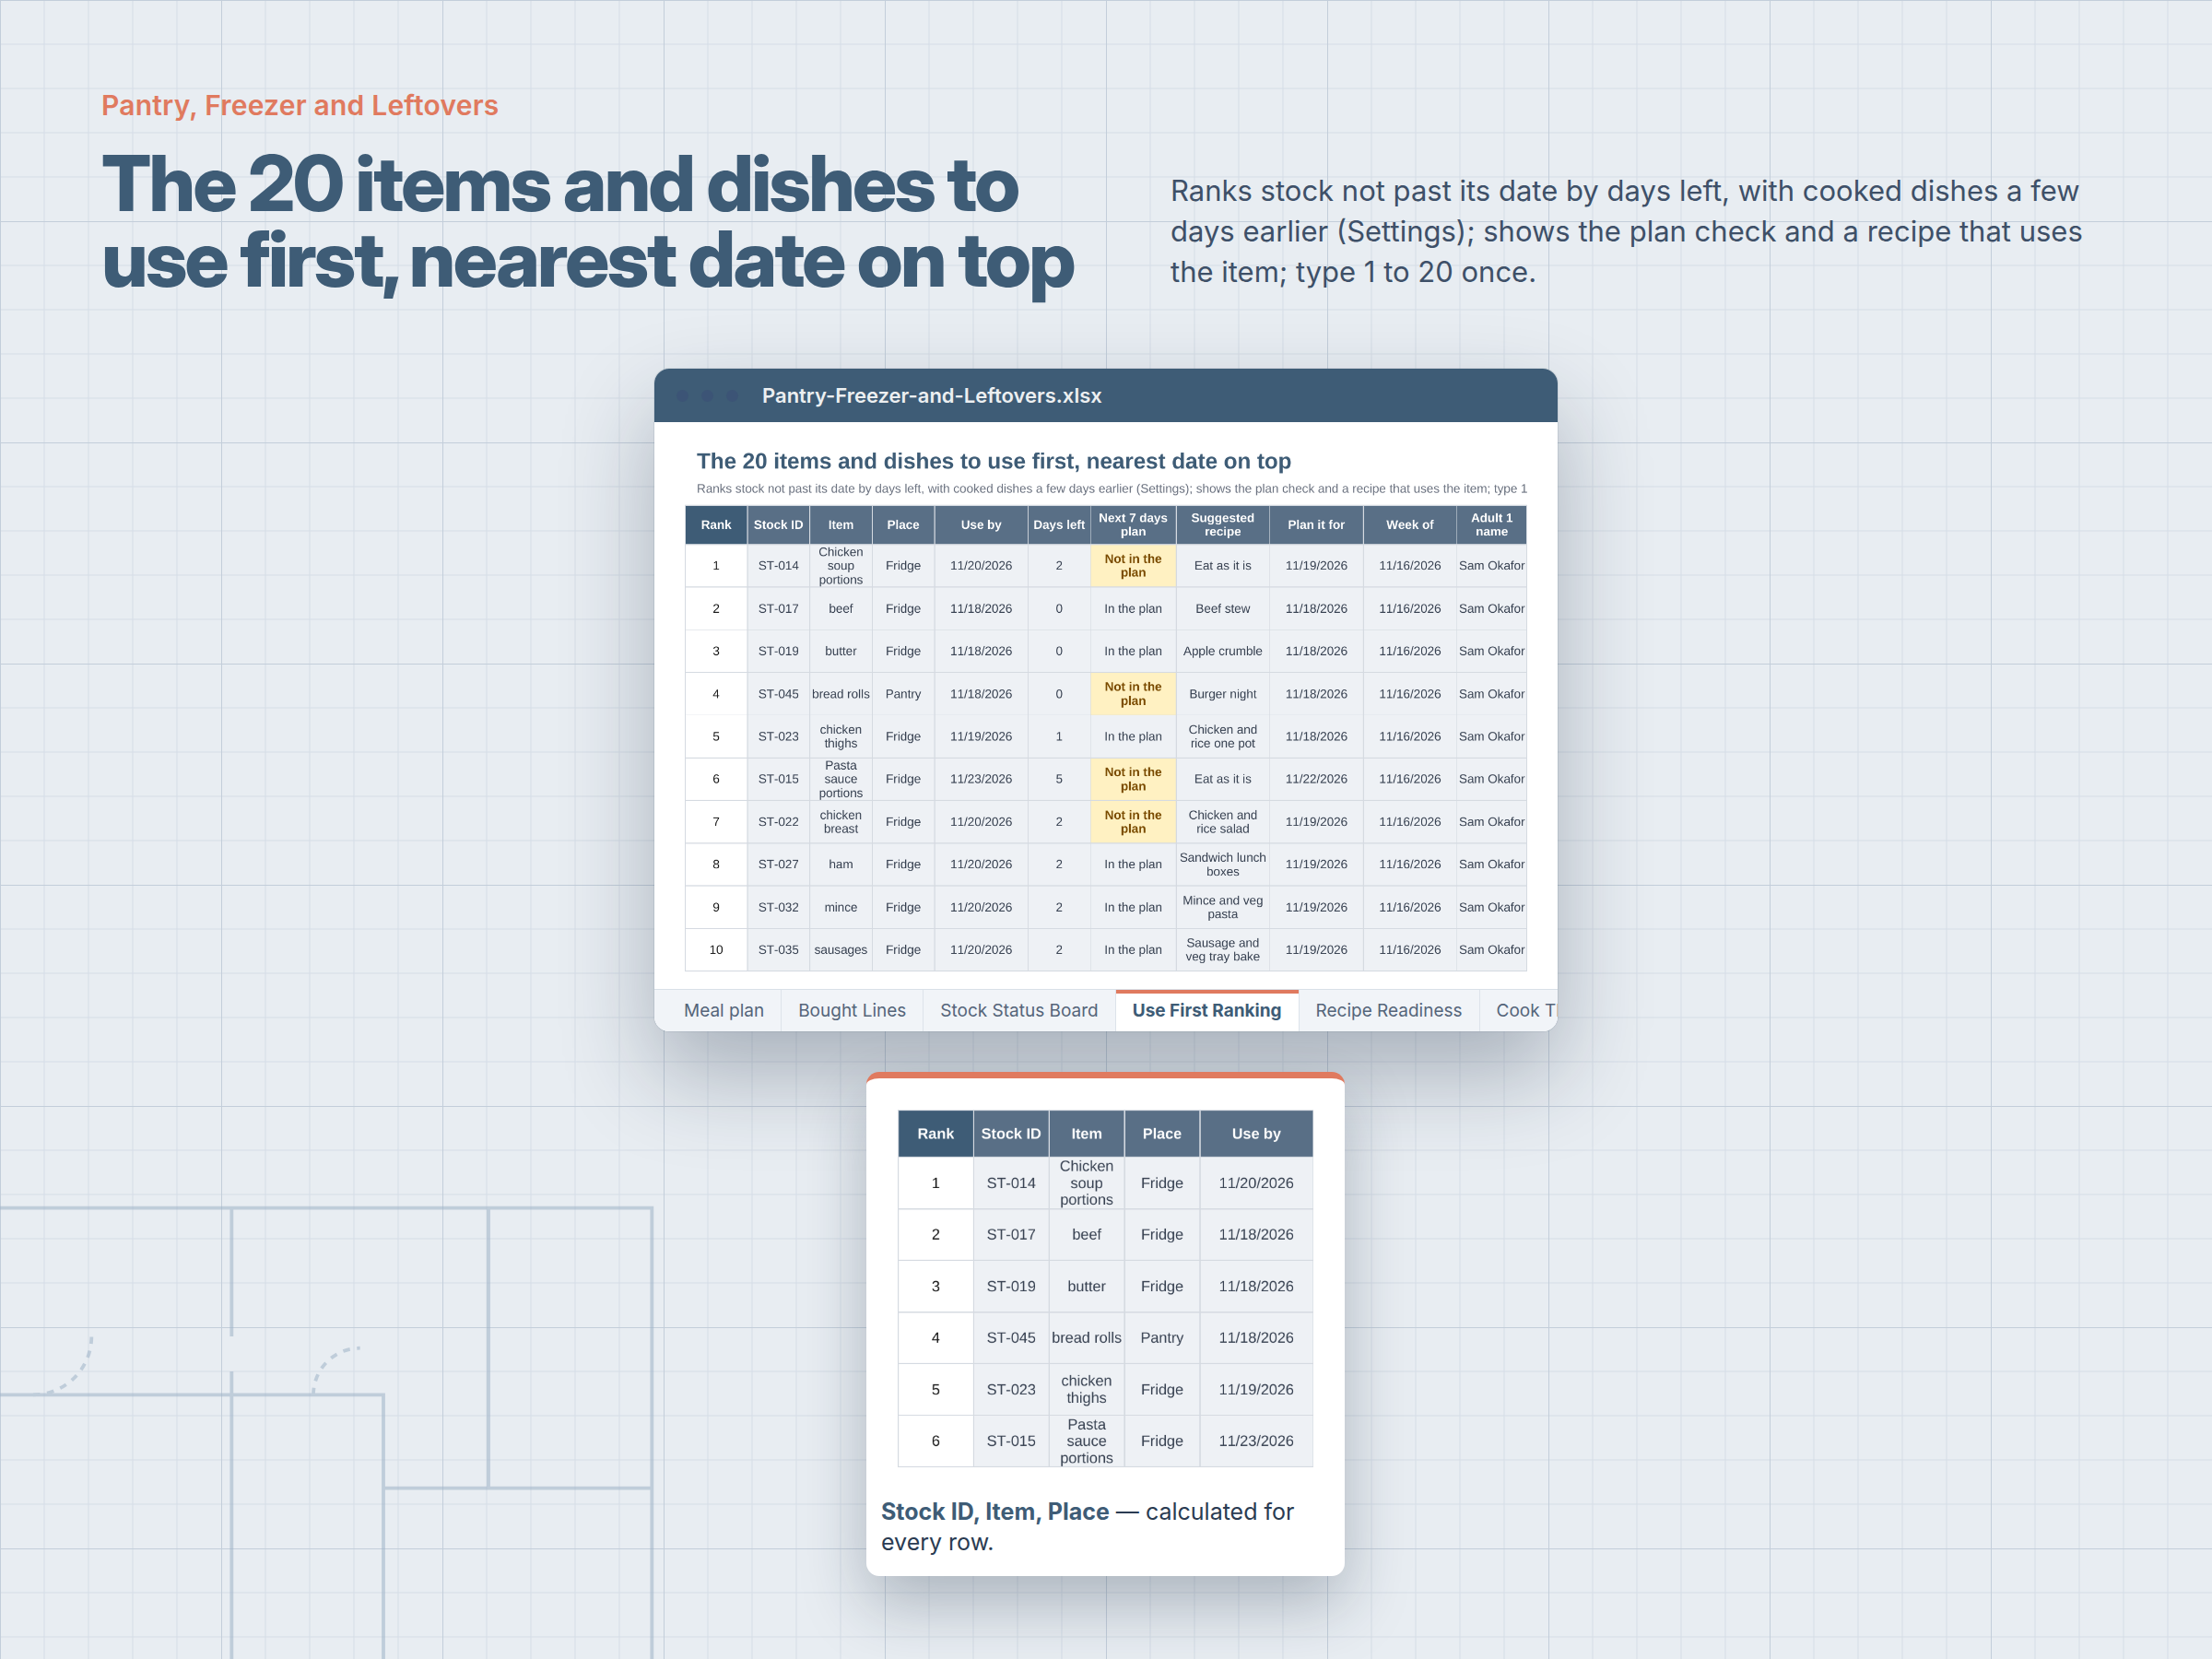 Pantry, Freezer and Leftovers
The 20 items and dishes to
use first, nearest date on top
Ranks stock not past its date by days left, with cooked dishes a few
days earlier (Settings); shows the plan check and a recipe that uses
the item; type 1 to 20 once.
Pantry-Freezer-and-Leftovers.xlsx
The 20 items and dishes to use first, nearest date on top
Ranks stock not past its date by days left, with cooked dishes a few days earlier (Settings); shows the plan check and a recipe that uses the item; type 1
Rank Stock ID Item Place Use by Days left Next 7 days plan Suggested recipe Plan it for Week of Adult 1 name
1 ST-014 Chicken soup portions Fridge 11/20/2026 2 Not in the plan Eat as it is 11/19/2026 11/16/2026 Sam Okafor
2 ST-017 beef Fridge 11/18/2026 0 In the plan Beef stew 11/18/2026 11/16/2026 Sam Okafor
3 ST-019 butter Fridge 11/18/2026 0 In the plan Apple crumble 11/18/2026 11/16/2026 Sam Okafor
4 ST-045 bread rolls Pantry 11/18/2026 0 Not in the plan Burger night 11/18/2026 11/16/2026 Sam Okafor
5 ST-023 chicken thighs Fridge 11/19/2026 1 In the plan Chicken and rice one pot 11/18/2026 11/16/2026 Sam Okafor
6 ST-015 Pasta sauce portions Fridge 11/23/2026 5 Not in the plan Eat as it is 11/22/2026 11/16/2026 Sam Okafor
7 ST-022 chicken breast Fridge 11/20/2026 2 Not in the plan Chicken and rice salad 11/19/2026 11/16/2026 Sam Okafor
8 ST-027 ham Fridge 11/20/2026 2 In the plan Sandwich lunch boxes 11/19/2026 11/16/2026 Sam Okafor
9 ST-032 mince Fridge 11/20/2026 2 In the plan Mince and veg pasta 11/19/2026 11/16/2026 Sam Okafor
10 ST-035 sausages Fridge 11/20/2026 2 In the plan Sausage and veg tray bake 11/19/2026 11/16/2026 Sam Okafor
Meal plan Bought Lines Stock Status Board Use First Ranking Recipe Readiness Cook
Rank Stock ID Item Place Use by
1 ST-014 Chicken soup portions Fridge 11/20/2026
2 ST-017 beef Fridge 11/18/2026
3 ST-019 butter Fridge 11/18/2026
4 ST-045 bread rolls Pantry 11/18/2026
5 ST-023 chicken thighs Fridge 11/19/2026
6 ST-015 Pasta sauce portions Fridge 11/23/2026
Stock ID, Item, Place — calculated for
every row.